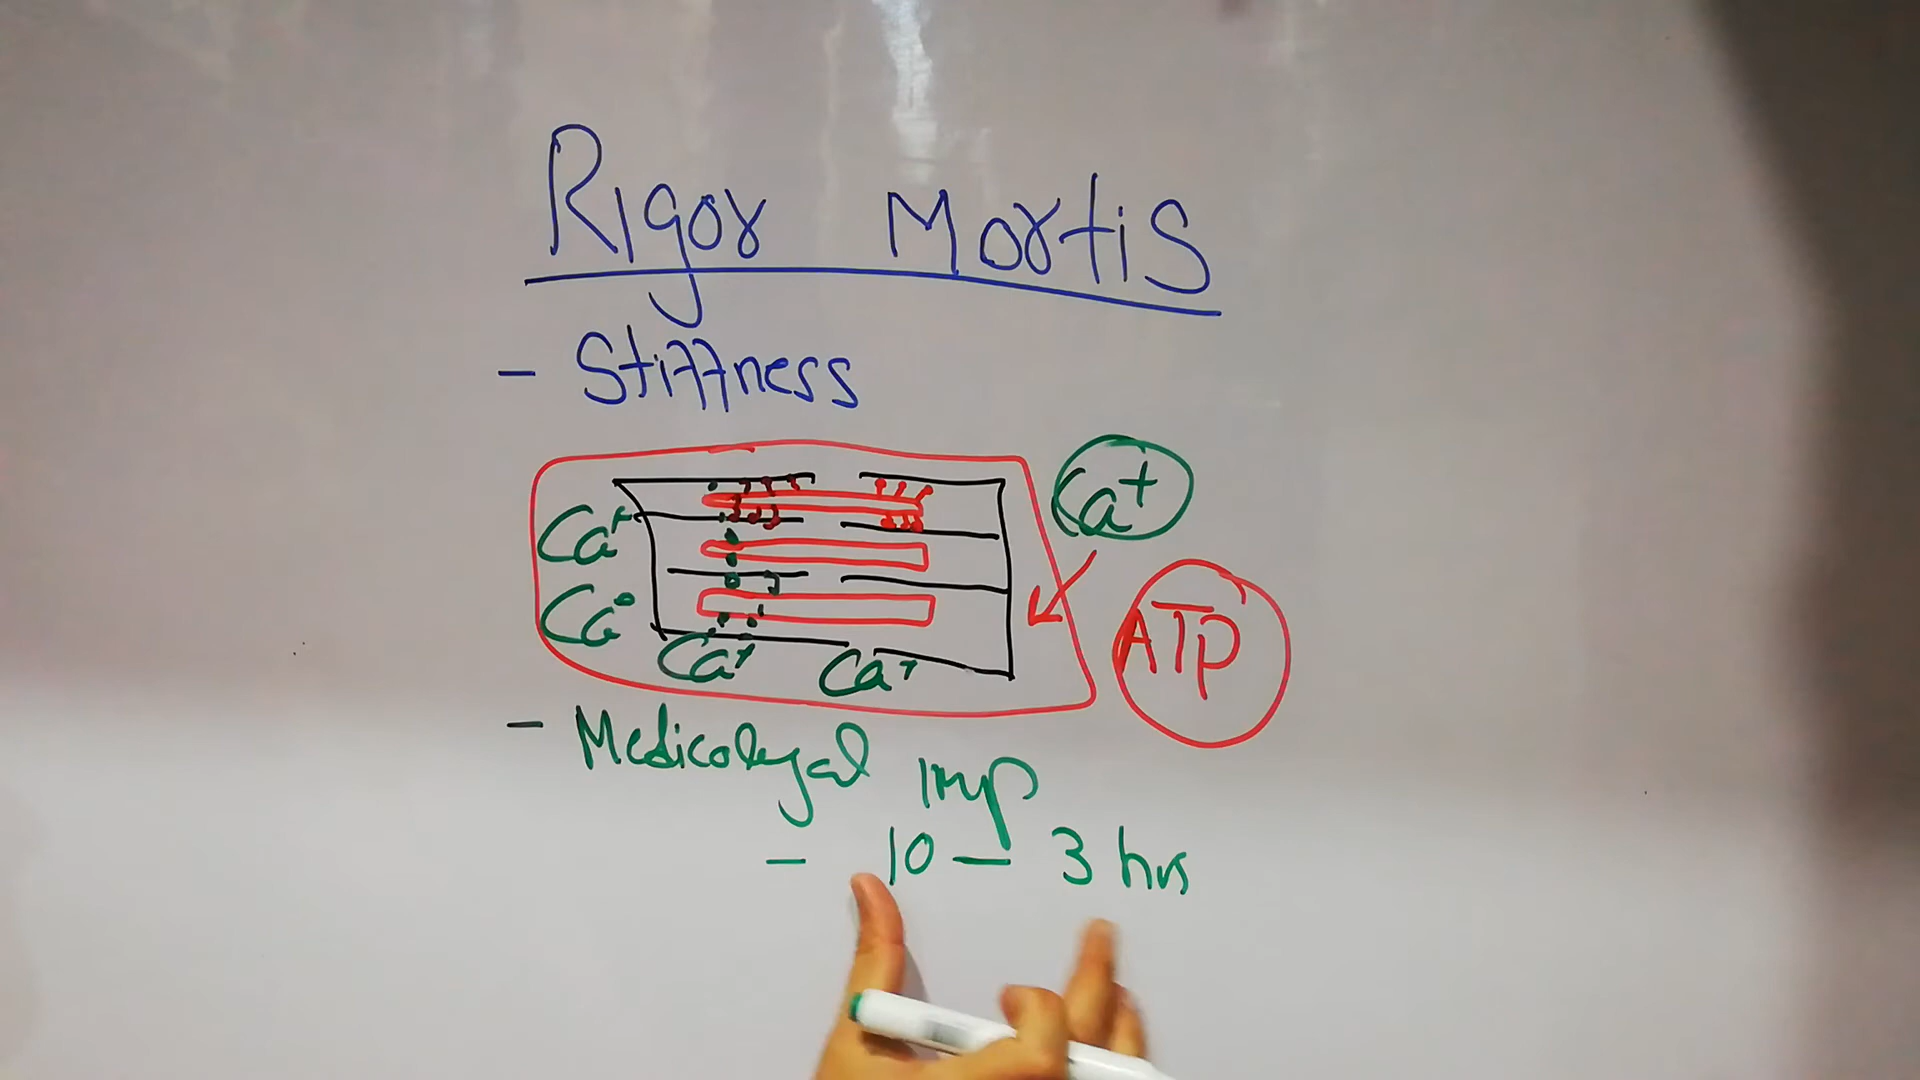 Rigor Mortis
- Stiffness
Ca+
Ca+
Ca+
ATP
Ca+ Ca+
- Medicolegal Imp
- 10 - 3 hrs